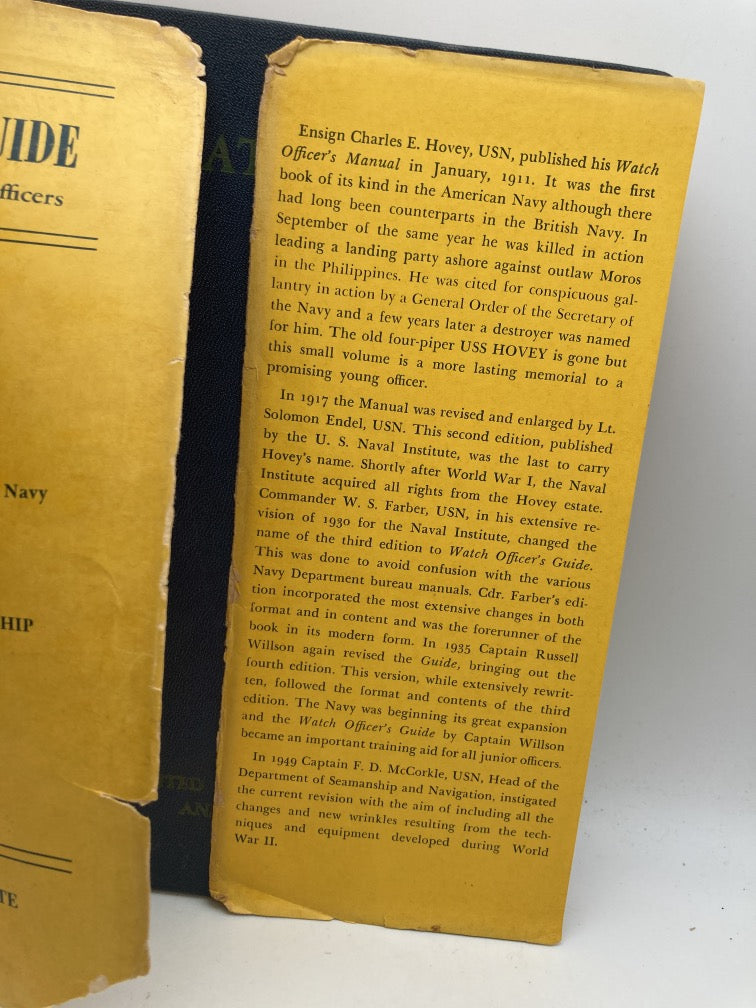 UIDE
fficers
Navy
HIP
TE
AT
TED
AN
Ensign Charles E. Hovey, USN, published his Watch
Officer's Manual in January, 1911. It was the first
book of its kind in the American Navy although there
had long been counterparts in the British Navy. In
September of the same year he was killed in action
leading a landing party ashore against outlaw Moros
in the Philippines. He was cited for conspicuous gal-
lantry in action by a General Order of the Secretary of
the Navy and a few years later a destroyer was named
for him. The old four-piper USS HOVEY is gone but
this small volume is a more lasting memorial to a
promising young officer.
In 1917 the Manual was revised and enlarged by Lt.
Solomon Endel, USN. This second edition, published
by the U. S. Naval Institute, was the last to carry
Hovey's name. Shortly after World War I, the Naval
Institute acquired all rights from the Hovey estate.
Commander W. S. Farber, USN, in his extensive re-
vision of 1930 for the Naval Institute, changed the
name of the third edition to Watch Officer's Guide.
This was done to avoid confusion with the various
Navy Department bureau manuals. Cdr. Farber's edi-
tion incorporated the most extensive changes in both
format and in content and was the forerunner of the
book in its modern form. In 1935 Captain Russell
Willson again revised the Guide, bringing out the
fourth edition. This version, while extensively rewrit-
ten, followed the format and contents of the third
edition. The Navy was beginning its great expansion
and the Watch Officer's Guide by Captain Willson
became an important training aid for all junior officers.
In 1949 Captain F. D. McCorkle, USN, Head of the
Department of Seamanship and Navigation, instigated
the current revision with the aim of including all the
changes and new wrinkles resulting from the tech-
niques and equipment developed during World
War II.